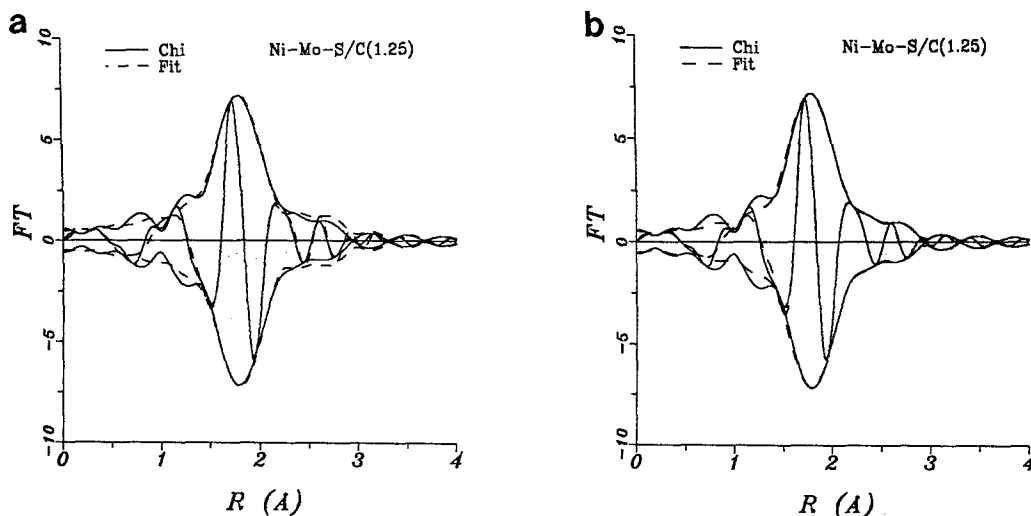 a
10
Chi
Ni-Mo-S/C(1.25)
Fit
5
FT
0
-5
-10
0 1 2 3 4
R (A)
b
10
Chi
Ni-Mo-S/C(1.25)
Fit
5
FT
0
-5
-10
0 1 2 3 4
R (A)